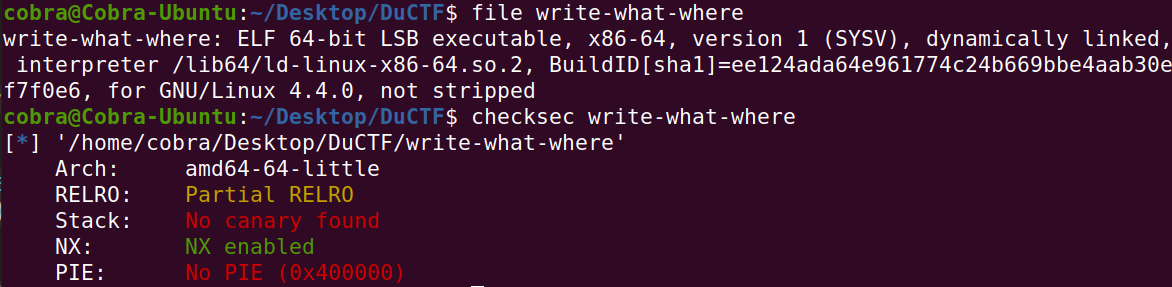 cobra@Cobra-Ubuntu:~/Desktop/DuCTF$ file write-what-where
write-what-where: ELF 64-bit LSB executable, x86-64, version 1 (SYSV), dynamically linked,
 interpreter /lib64/ld-linux-x86-64.so.2, BuildID[sha1]=ee124ada64e961774c24b669bbe4aab30e
f7f0e6, for GNU/Linux 4.4.0, not stripped
cobra@Cobra-Ubuntu:~/Desktop/DuCTF$ checksec write-what-where
[*] '/home/cobra/Desktop/DuCTF/write-what-where'
    Arch:     amd64-64-little
    RELRO:    Partial RELRO
    Stack:    No canary found
    NX:       NX enabled
    PIE:      No PIE (0x400000)